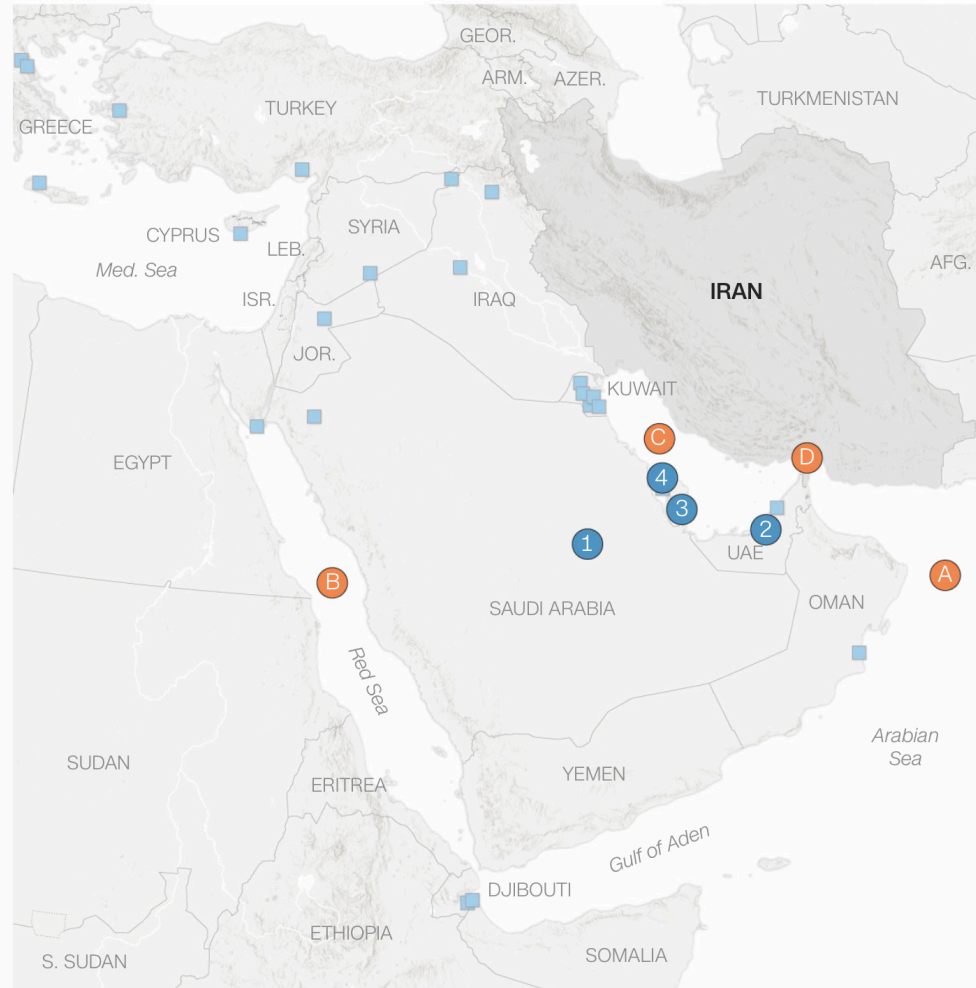 GEOR.
ARM.
AZER.
TURKMENISTAN
TURKEY
GREECE
SYRIA
CYPRUS
LEB.
Med. Sea
AFG.
IRAN
ISR.
IRAQ
JOR.
KUWAIT
C
D
EGYPT
4
3
2
1
UAE
A
B
OMAN
SAUDI ARABIA
Red Sea
Arabian
Sea
SUDAN
YEMEN
ERITREA
Gulf of Aden
DJIBOUTI
ETHIOPIA
SOMALIA
S. SUDAN